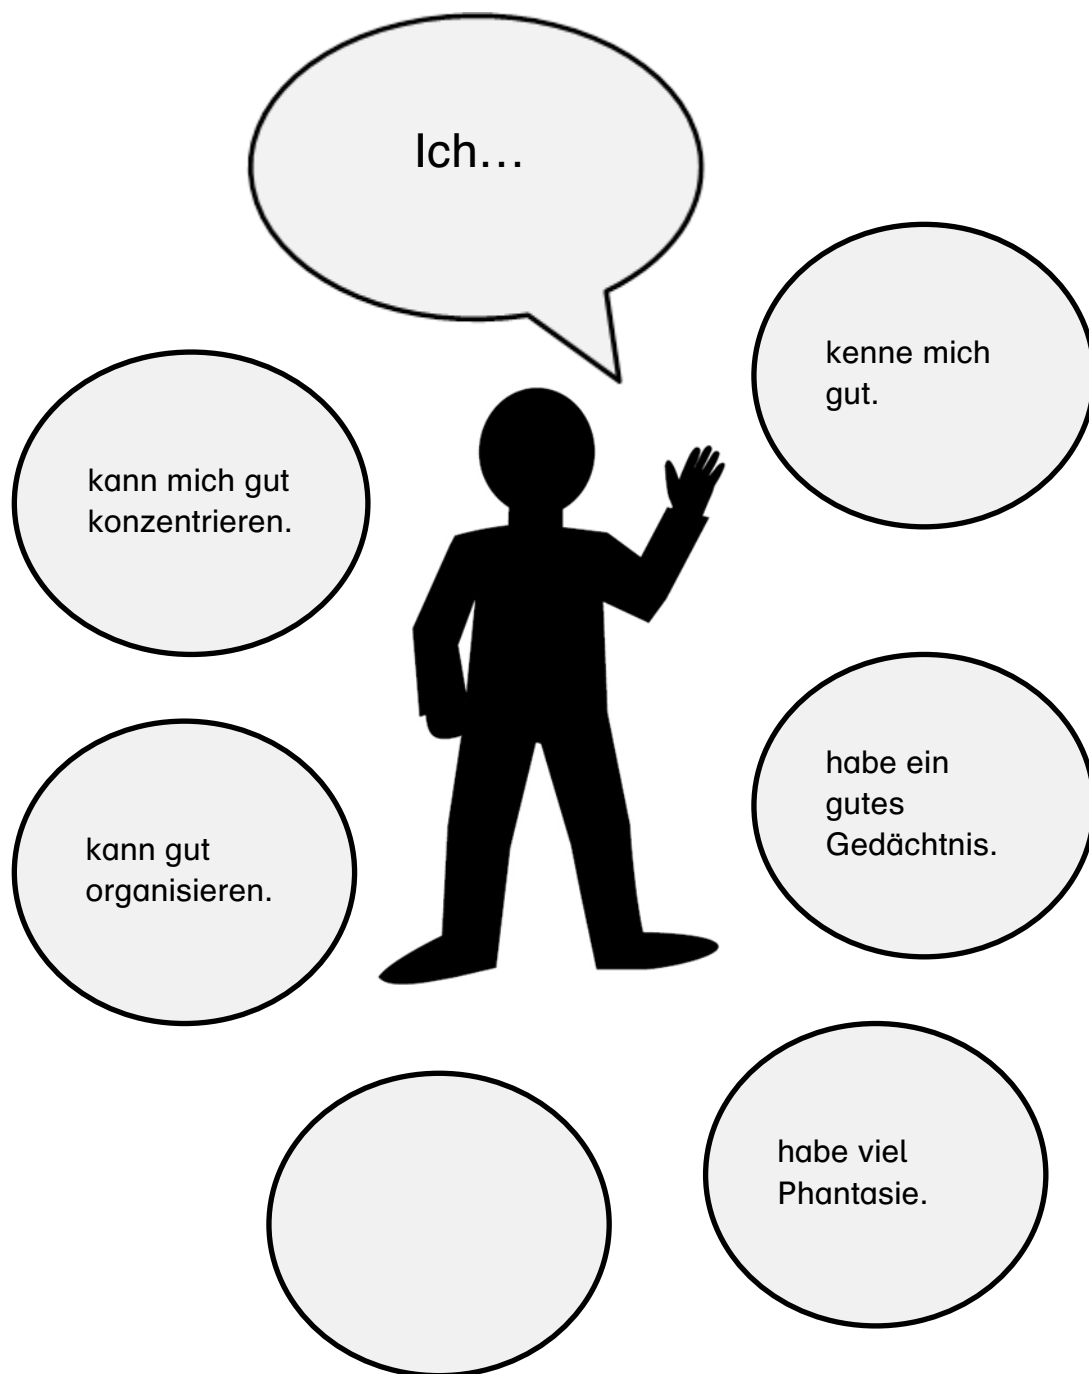 Ich...
kenne mich
gut.
kann mich gut
konzentrieren.
habe ein
gutes
Gedächtnis.
kann gut
organisieren.
habe viel
Phantasie.